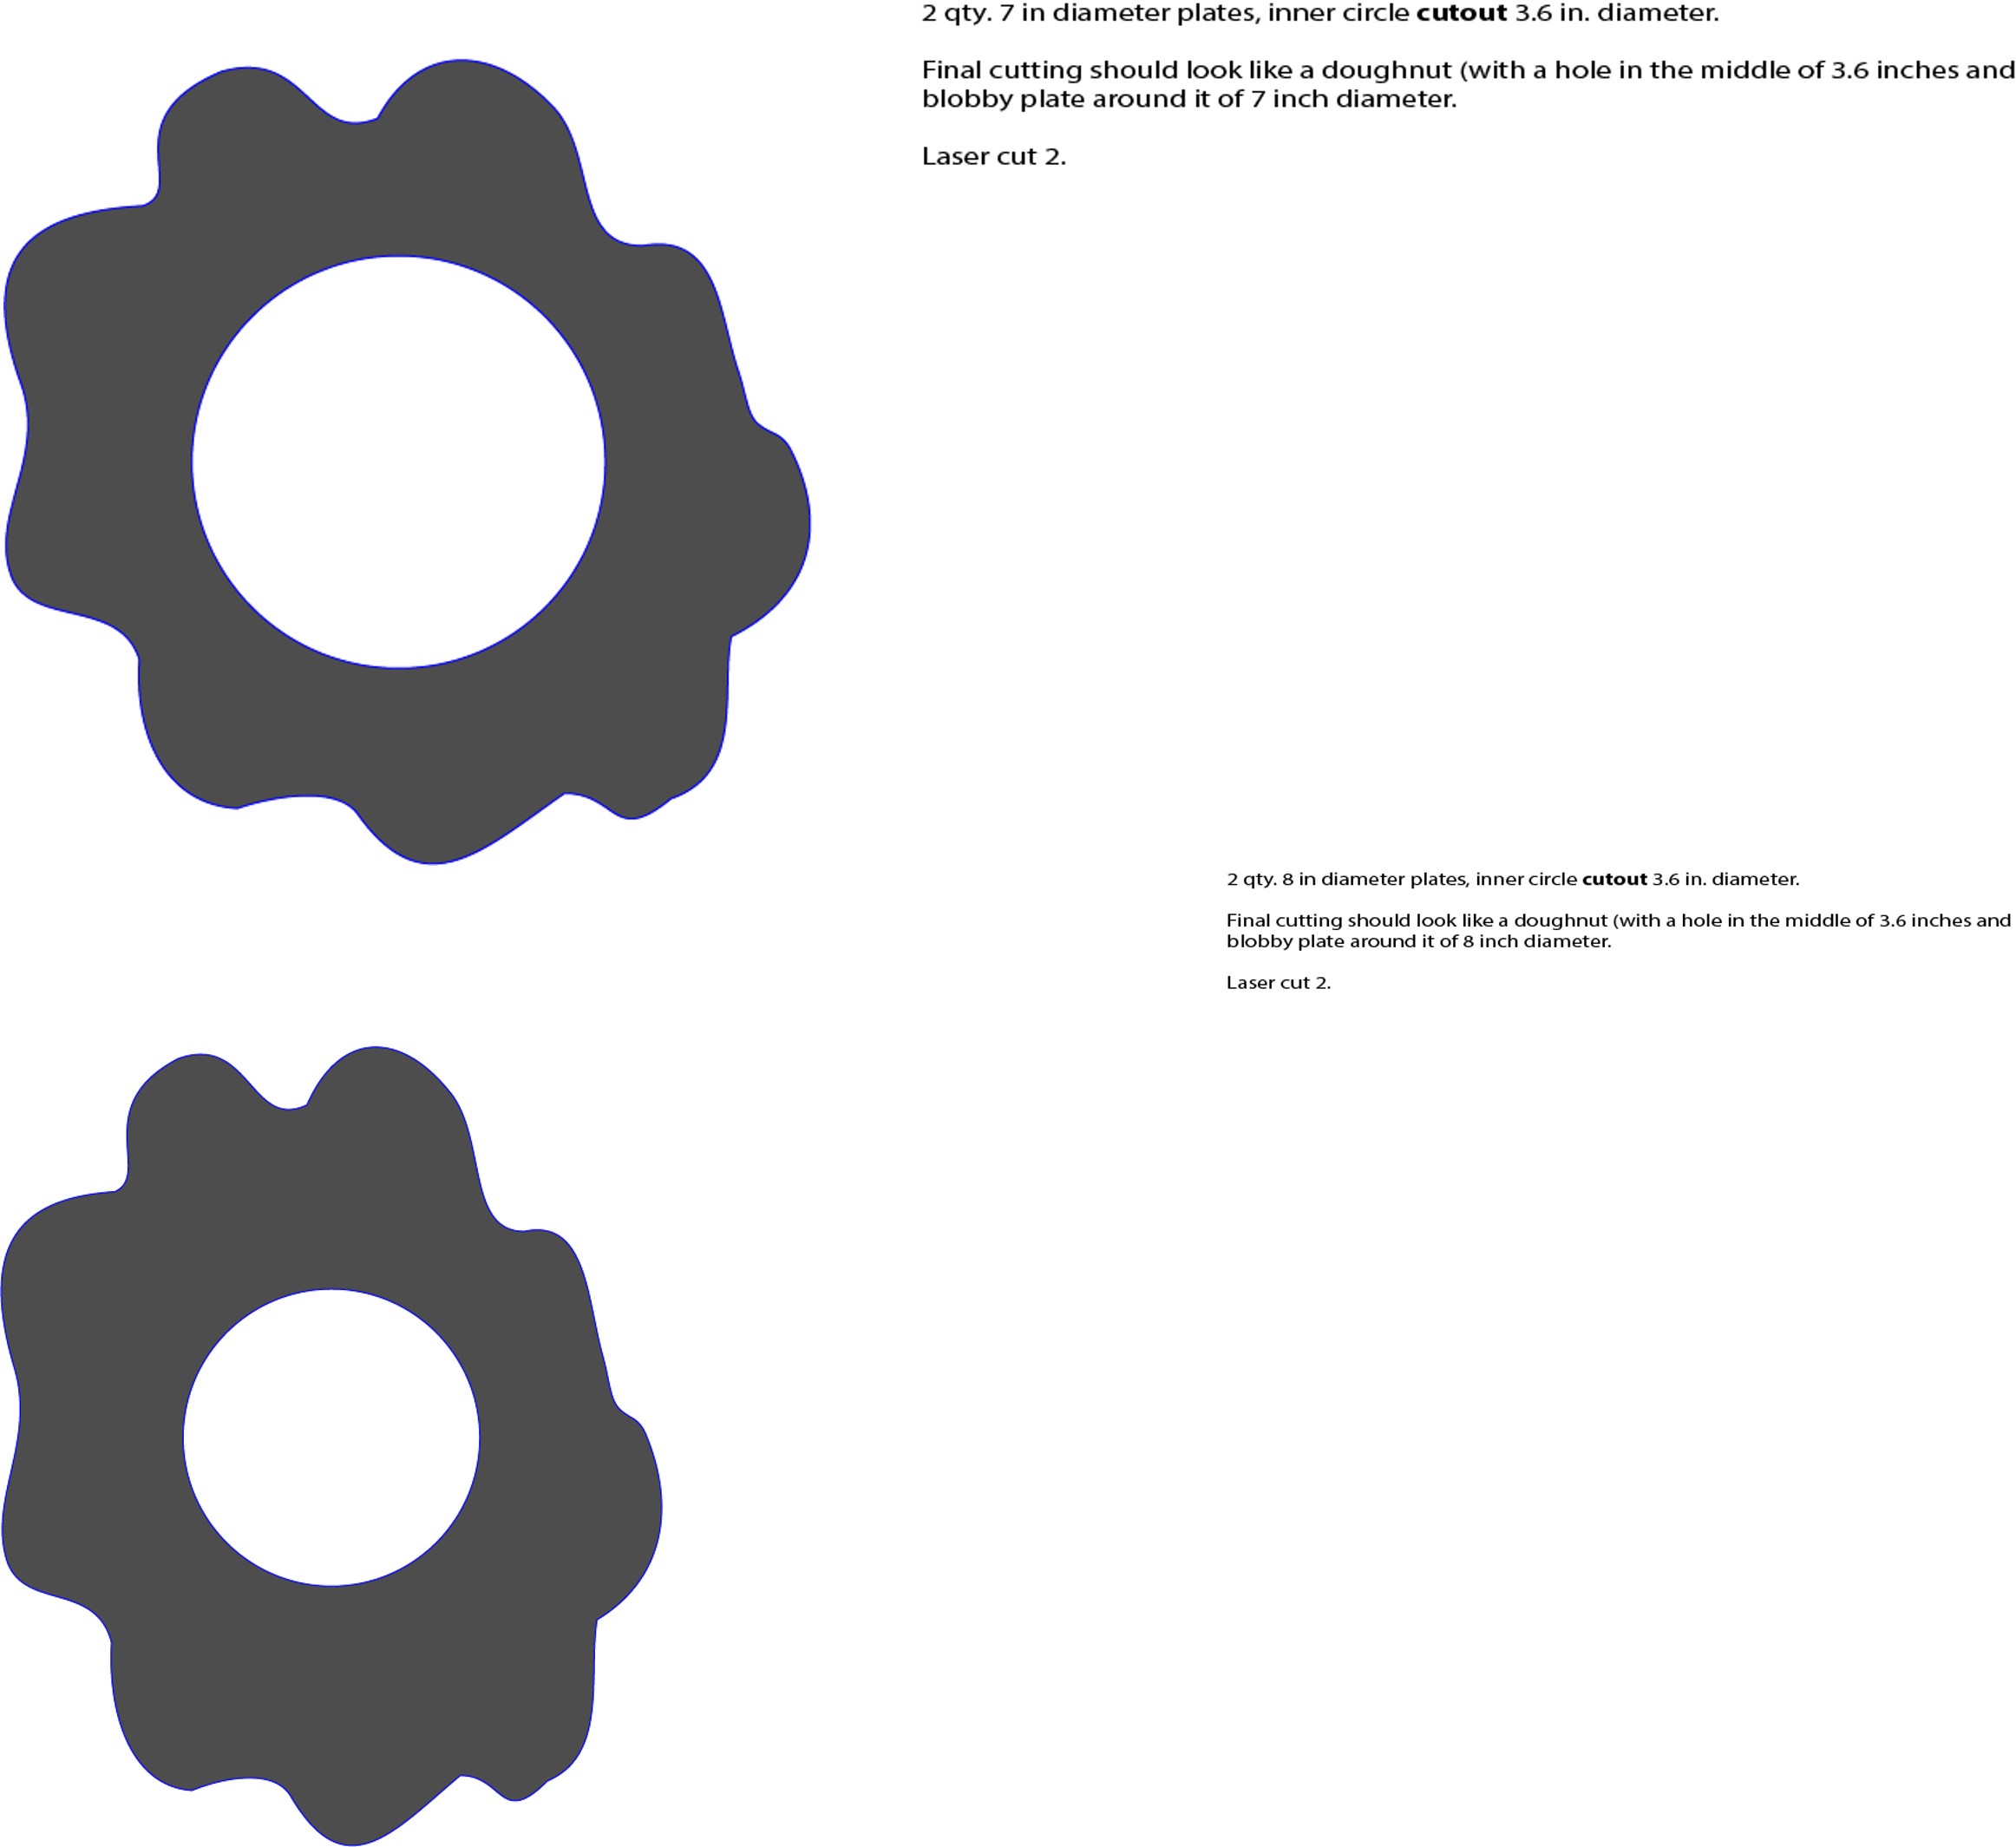 2 qty. 7 in diameter plates, inner circle cutout 3.6 in. diameter.
Final cutting should look like a doughnut (with a hole in the middle of 3.6 inches and
blobby plate around it of 7 inch diameter.
Laser cut 2.
2 qty. 8 in diameter plates, inner circle cutout 3.6 in. diameter.
Final cutting should look like a doughnut (with a hole in the middle of 3.6 inches and
blobby plate around it of 8 inch diameter.
Laser cut 2.